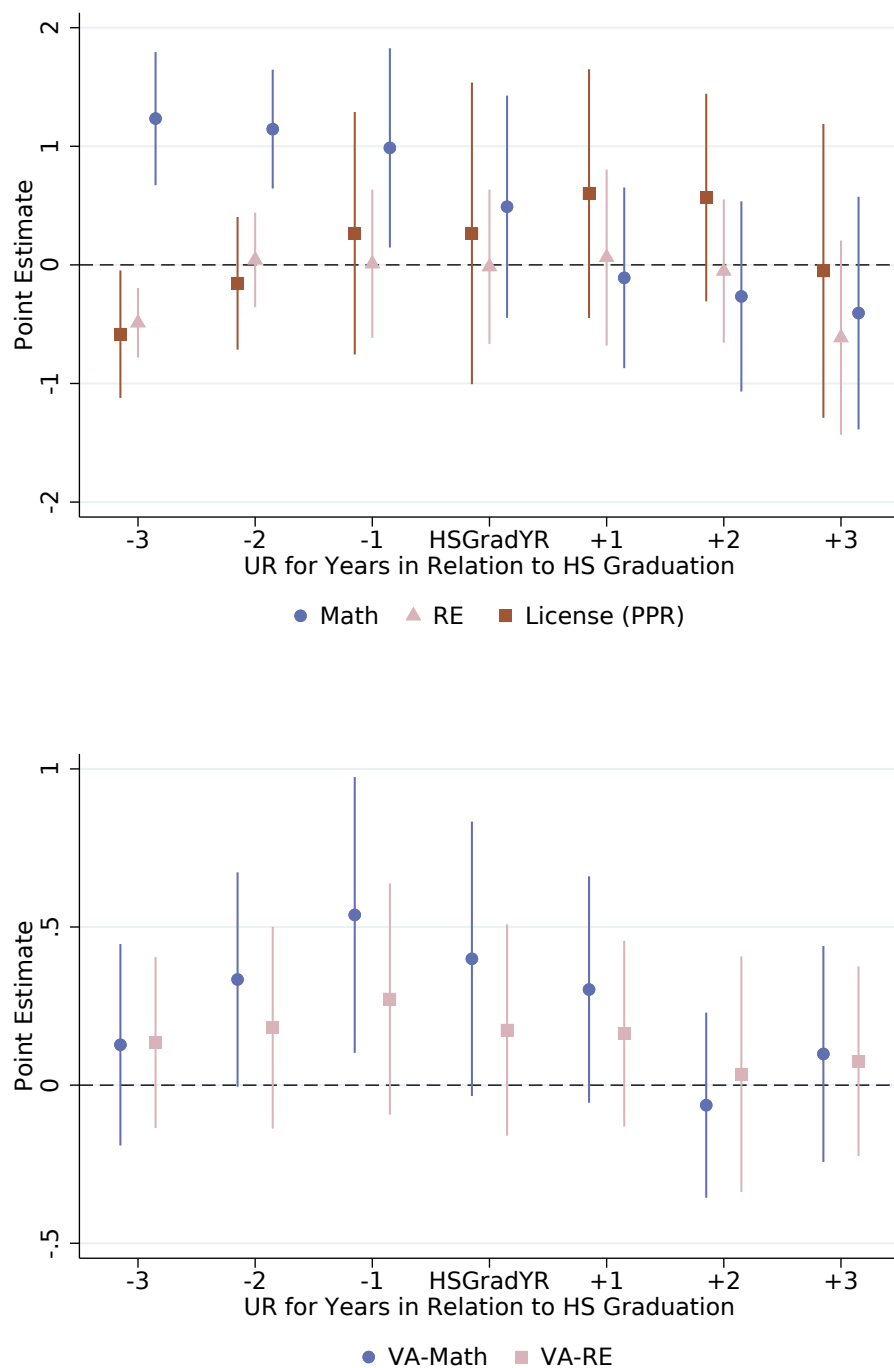 2
1
0
-1
-2
Point Estimate
-3 -2 -1 HSGradYR +1 +2 +3
UR for Years in Relation to HS Graduation
Math RE License (PPR)
1
.5
0
-.5
Point Estimate
-3 -2 -1 HSGradYR +1 +2 +3
UR for Years in Relation to HS Graduation
VA-Math VA-RE